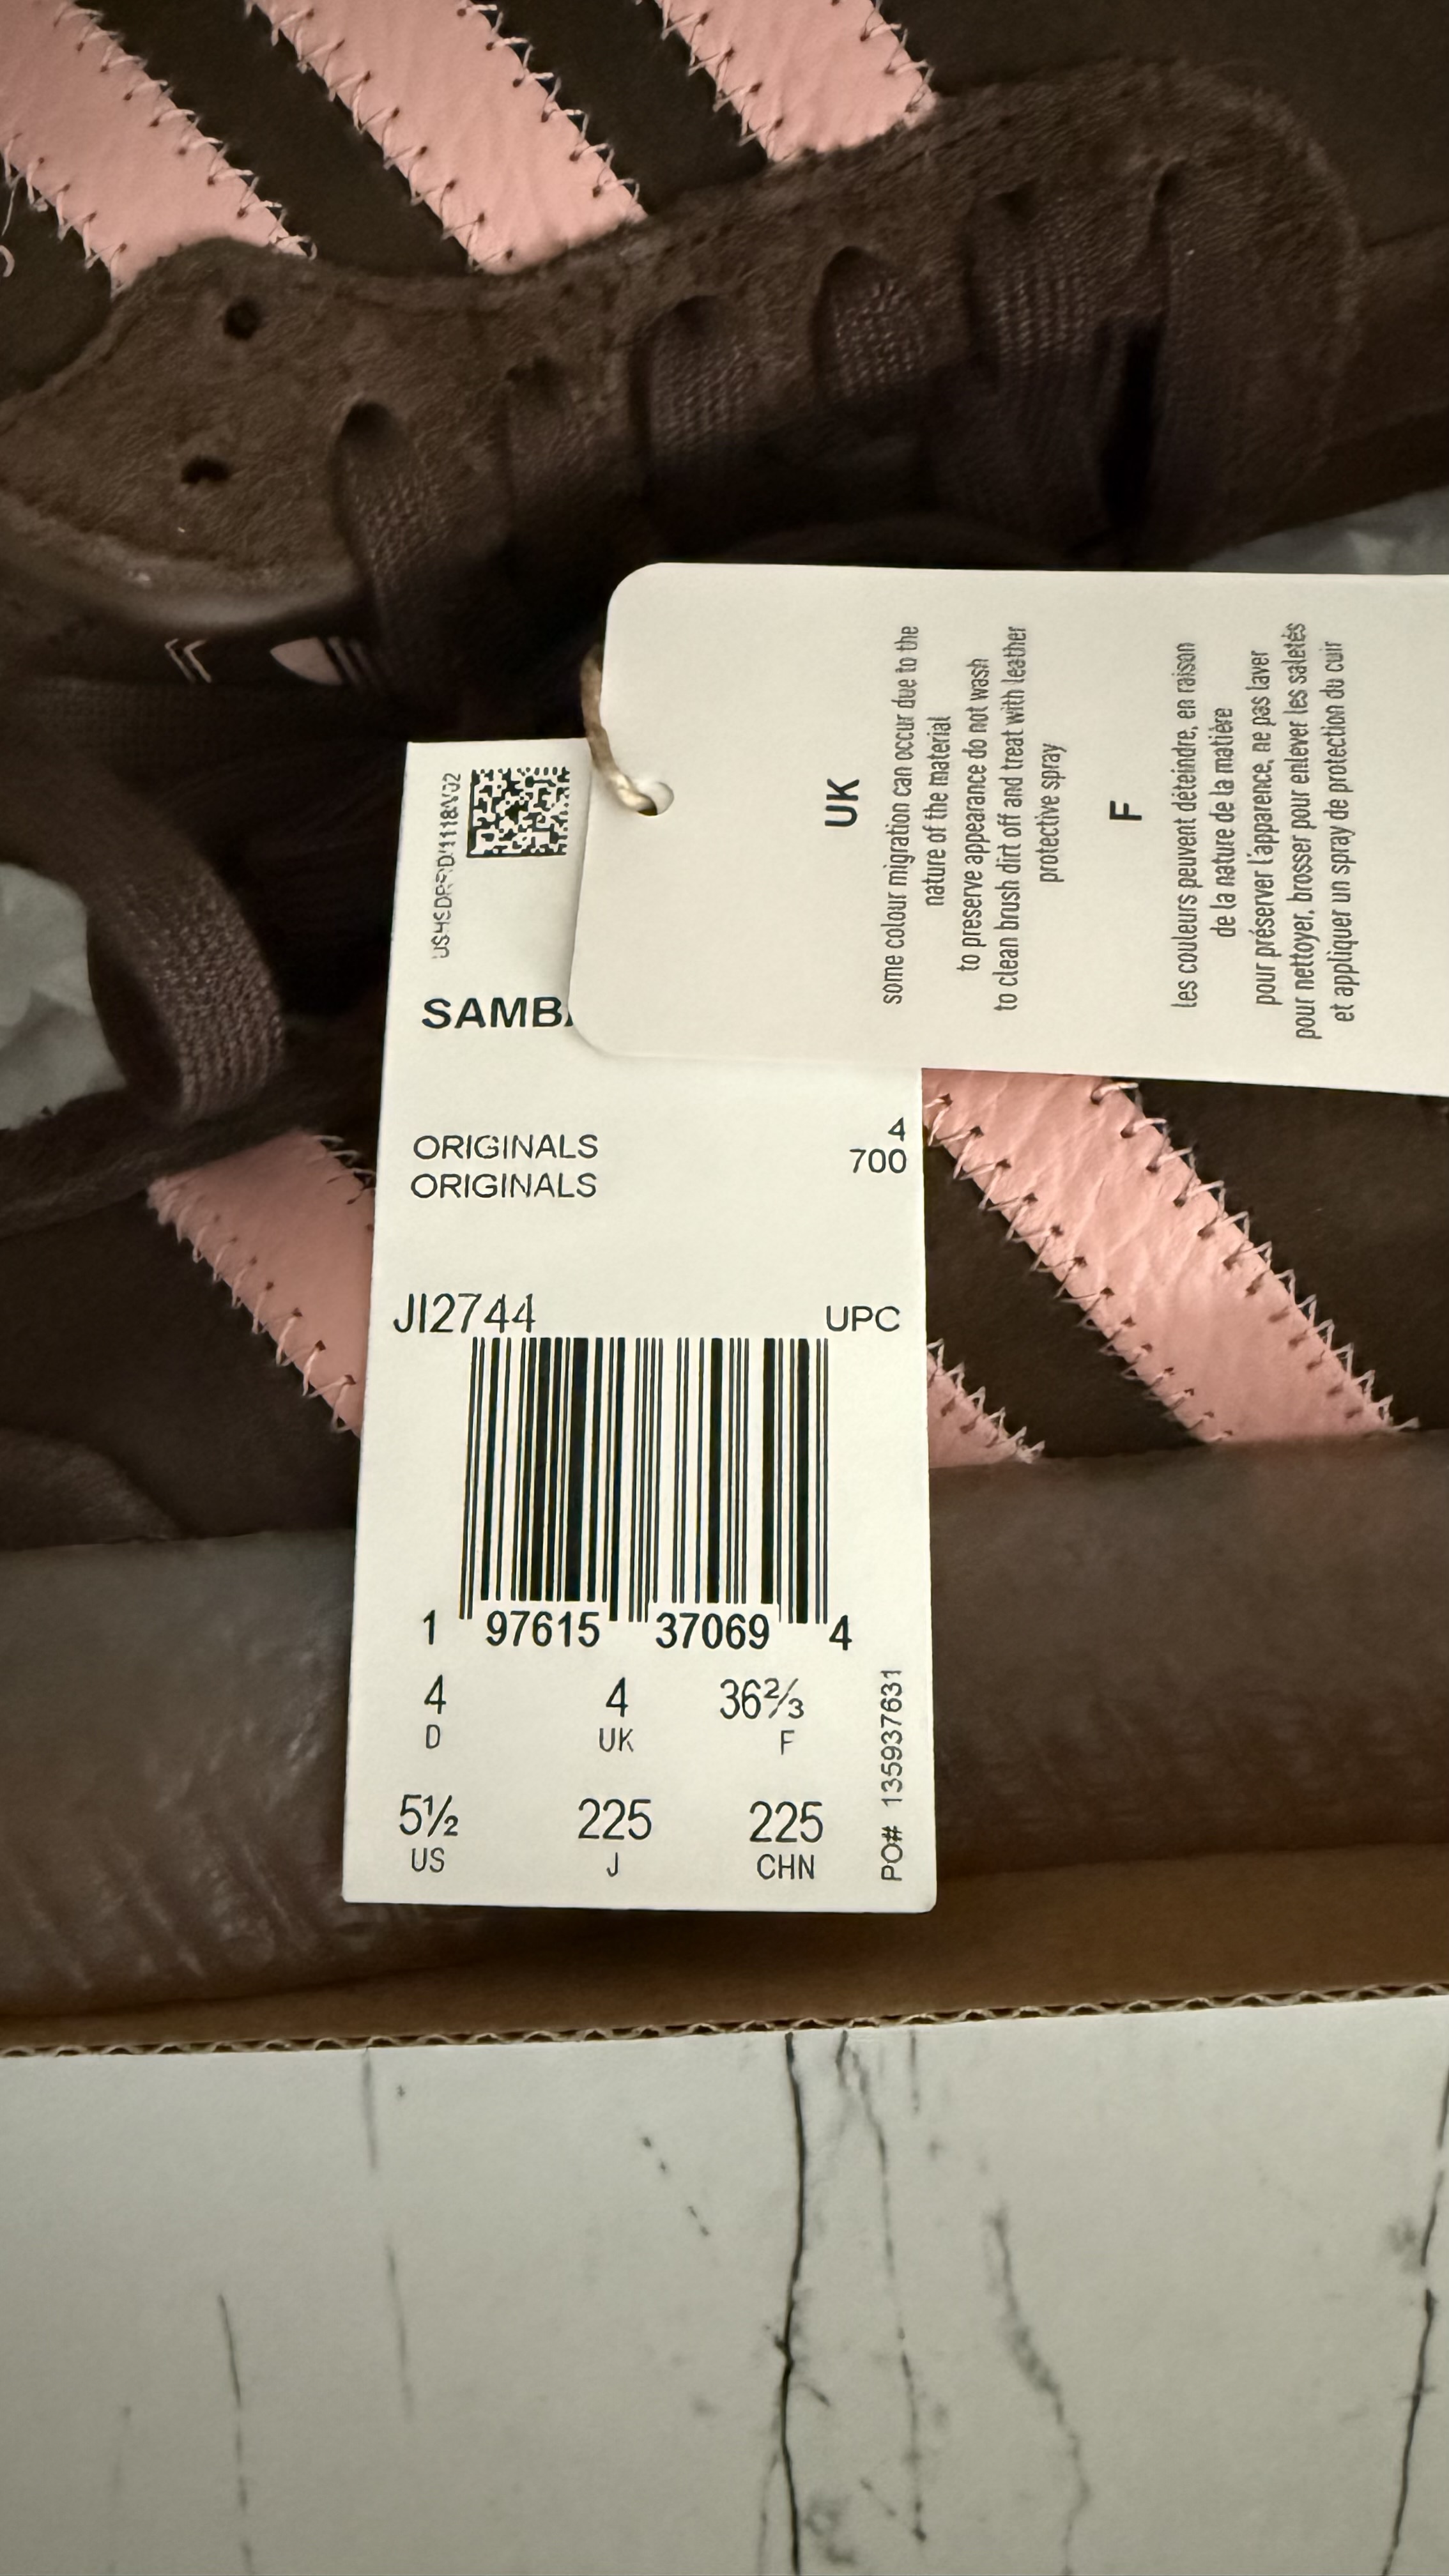 SAMB
ORIGINALS 4
ORIGINALS 700
JI2744 UPC
1 97615 37069 4
4 4 36⅔
D UK F
5½ 225 225
US J CHN
PO# 13593763​1
UK
some colour migration can occur due to the
nature of the material
to preserve appearance do not wash
to clean brush dirt off and treat with leather
protective spray
F
les couleurs peuvent déteindre, en raison
de la nature de la matière
pour préserver l'apparence, ne pas laver
pour nettoyer, brosser pour enlever les saletés
et appliquer un spray de protection du cuir